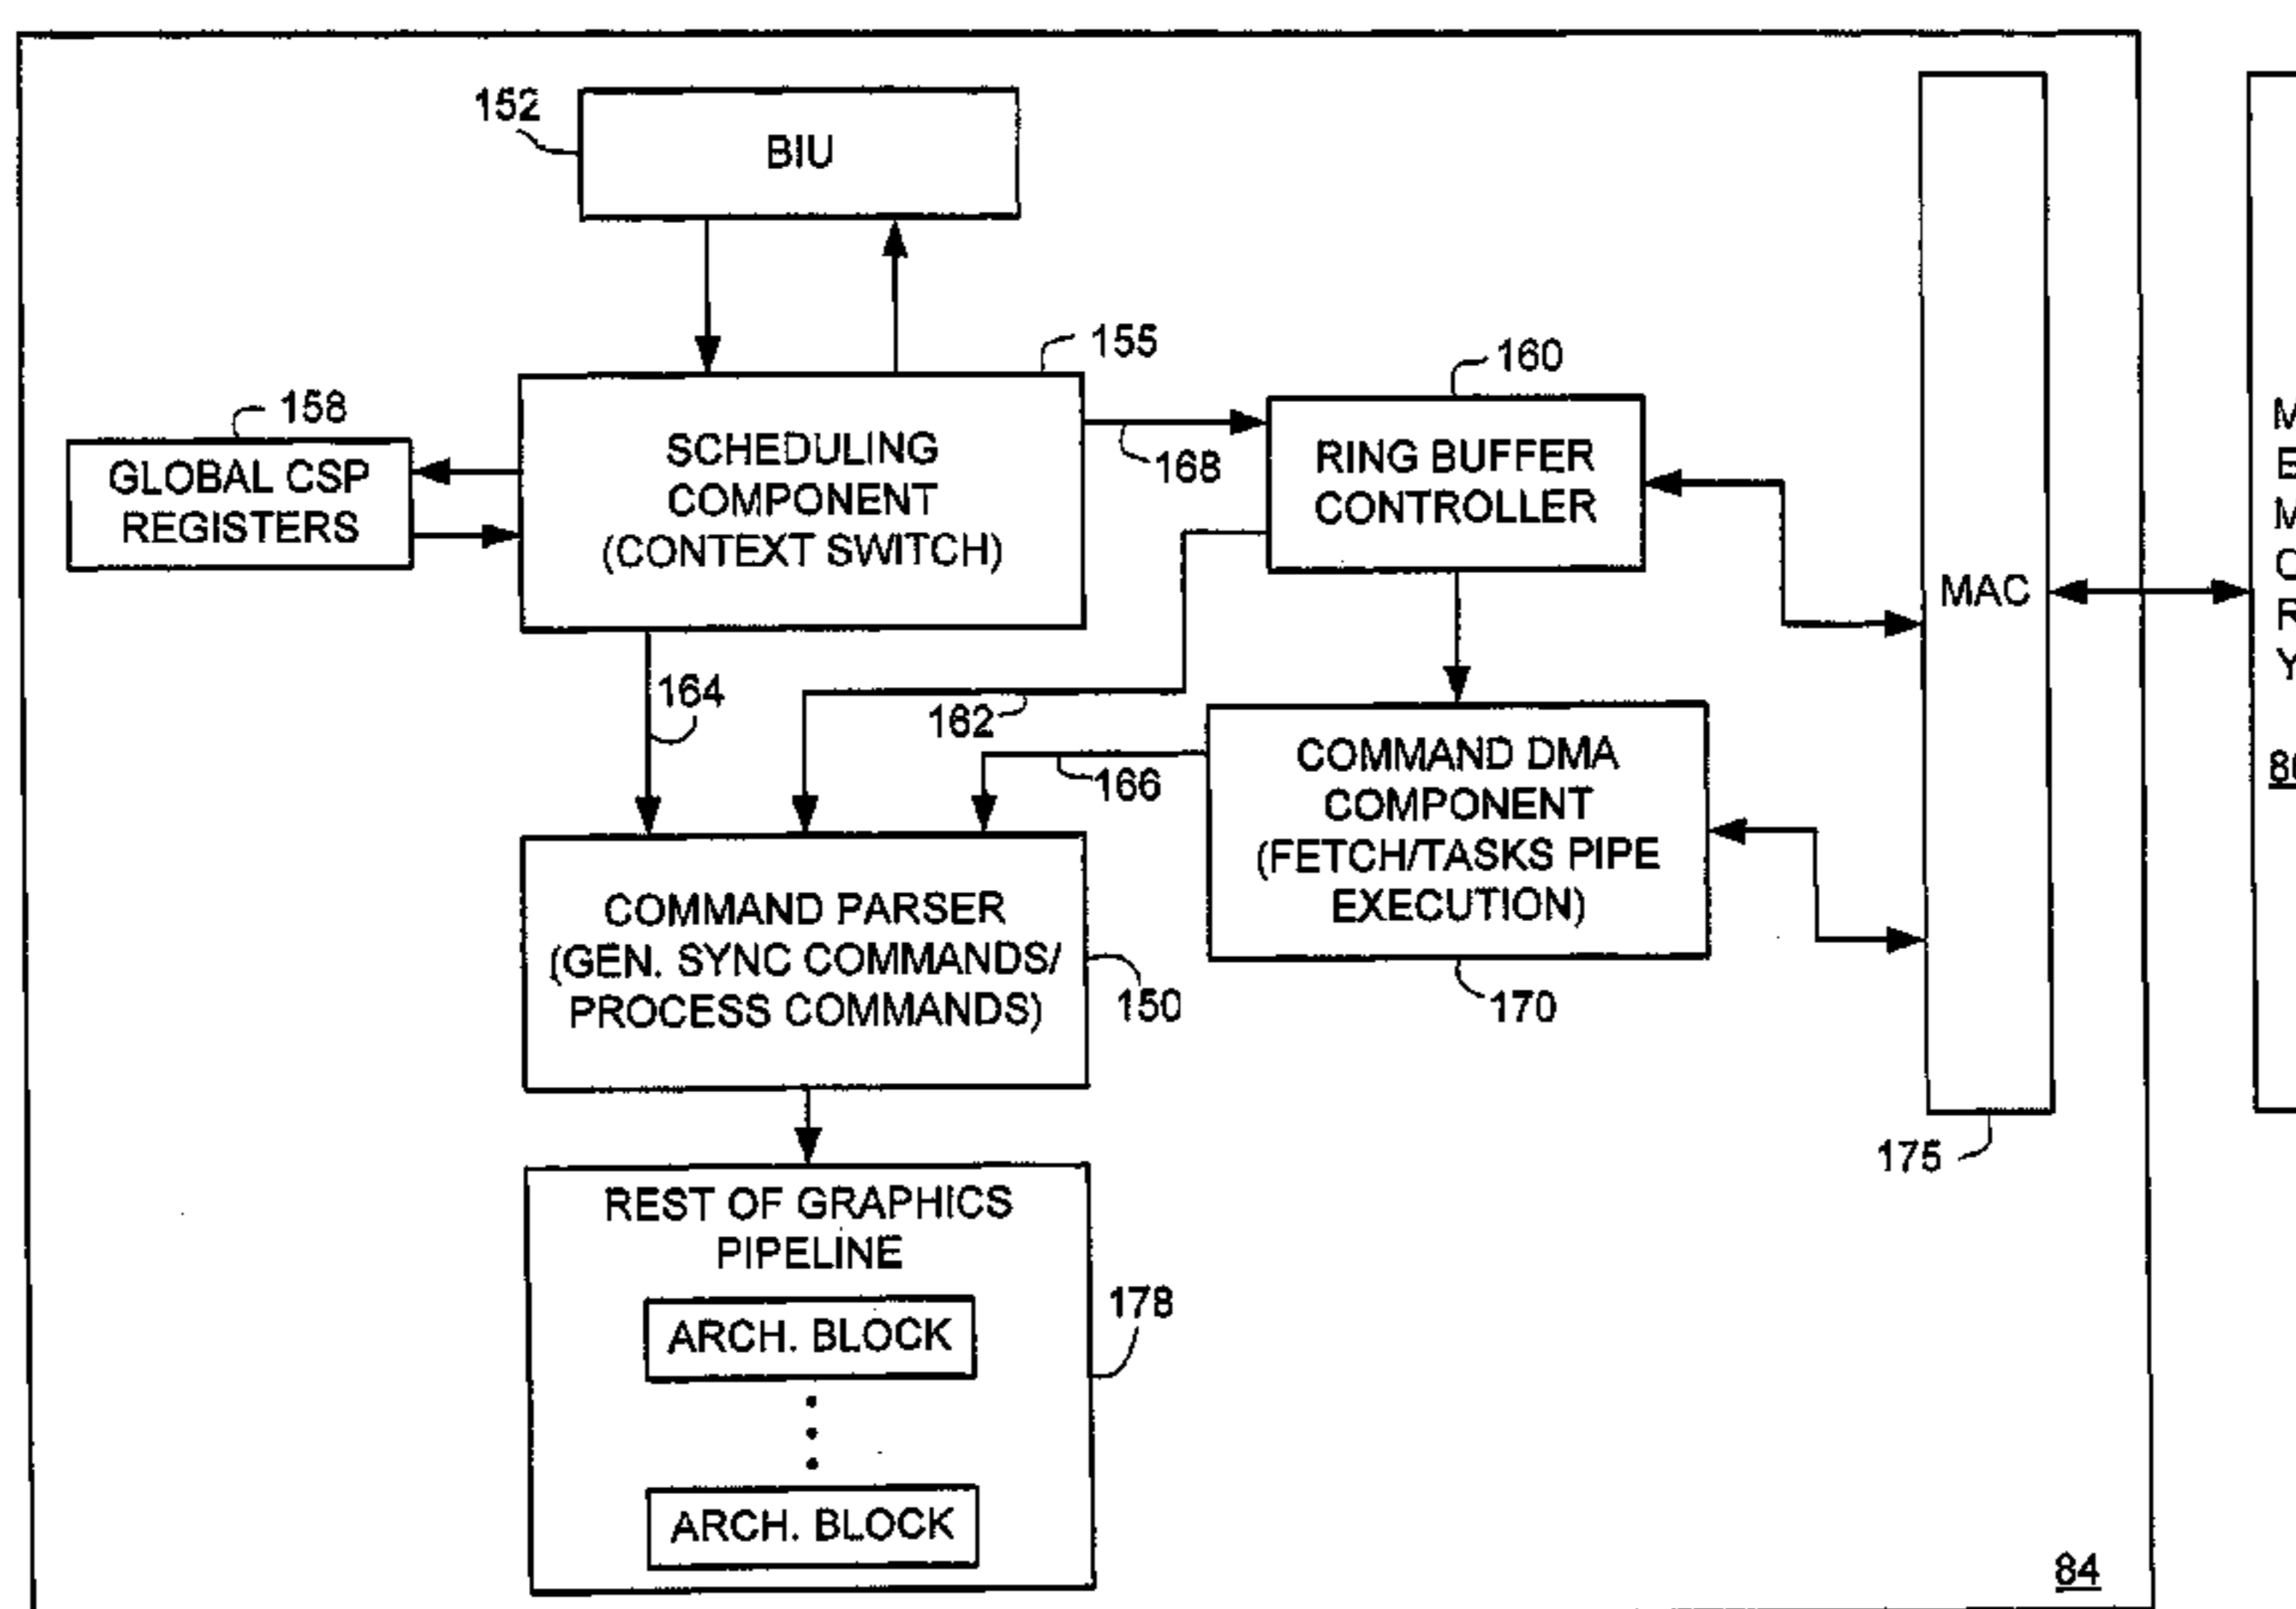 152
BIU
155
160
158
GLOBAL CSP
REGISTERS
SCHEDULING
COMPONENT
(CONTEXT SWITCH)
168
RING BUFFER
CONTROLLER
MAC
M
E
M
O
R
Y
164
162
166
COMMAND DMA
COMPONENT
(FETCH/TASKS PIPE
EXECUTION)
COMMAND PARSER
(GEN. SYNC COMMANDS/
PROCESS COMMANDS)
150
170
175
REST OF GRAPHICS
PIPELINE
178
ARCH. BLOCK
ARCH. BLOCK
84